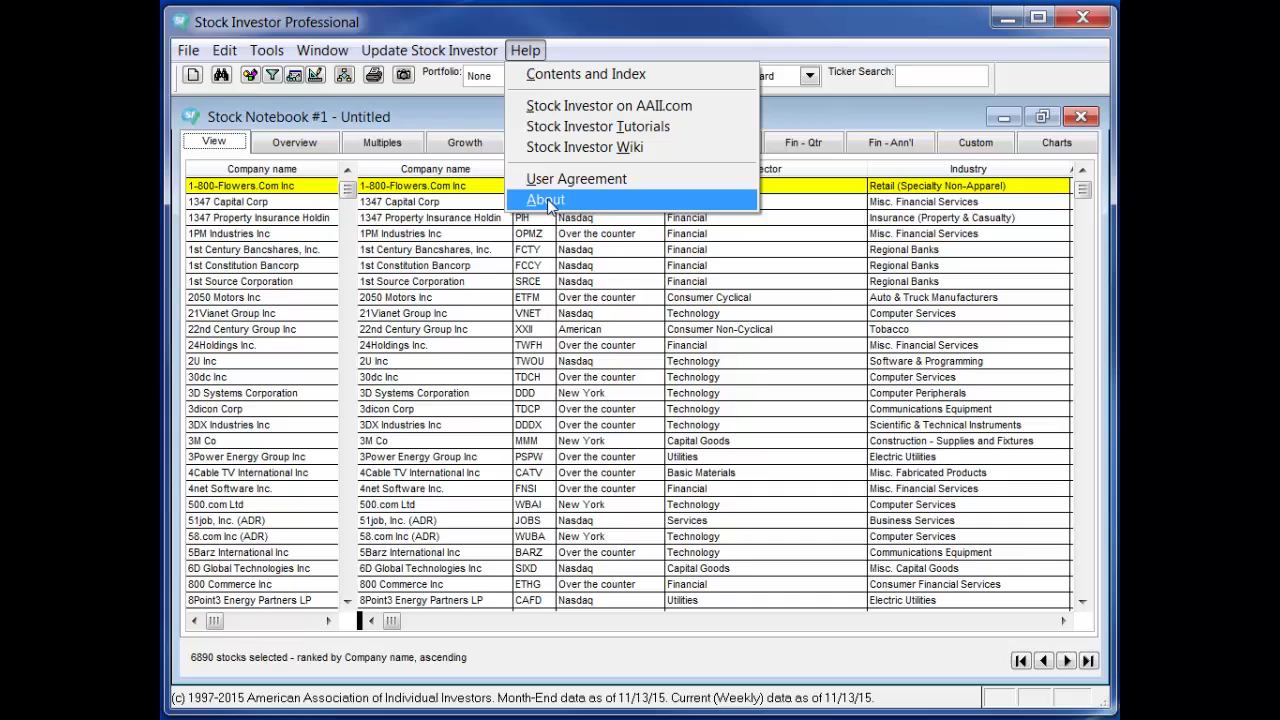 Stock Investor Professional
File Edit Tools Window Update Stock Investor Help
Portfolio: None ard Ticker Search:
Contents and Index
Stock Investor on AAII.com
Stock Investor Tutorials
Stock Investor Wiki
User Agreement
About
Stock Notebook #1 - Untitled
View Overview Multiples Growth Fin - Qtr Fin - Ann'l Custom Charts
Company name Company name ctor Industry A
1-800-Flowers.Com Inc 1-800-Flowers.Com Inc Retail (Specialty Non-Apparel)
1347 Capital Corp 1347 Capital Corp Misc. Financial Services
1347 Property Insurance Holdin 1347 Property Insurance Holdin PIH Nasdaq Financial Insurance (Property & Casualty)
1PM Industries Inc 1PM Industries Inc OPMZ Over the counter Financial Misc. Financial Services
1st Century Bancshares, Inc. 1st Century Bancshares, Inc. FCTY Nasdaq Financial Regional Banks
1st Constitution Bancorp 1st Constitution Bancorp FCCY Nasdaq Financial Regional Banks
1st Source Corporation 1st Source Corporation SRCE Nasdaq Financial Regional Banks
2050 Motors Inc 2050 Motors Inc ETFM Over the counter Consumer Cyclical Auto & Truck Manufacturers
21Vianet Group Inc 21Vianet Group Inc VNET Nasdaq Technology Computer Services
22nd Century Group Inc 22nd Century Group Inc XXII American Consumer Non-Cyclical Tobacco
24Holdings Inc. 24Holdings Inc. TWFH Over the counter Financial Misc. Financial Services
2U Inc 2U Inc TWOU Nasdaq Technology Software & Programming
30dc Inc 30dc Inc TDCH Over the counter Technology Computer Services
3D Systems Corporation 3D Systems Corporation DDD New York Technology Computer Peripherals
3dicon Corp 3dicon Corp TDCP Over the counter Technology Communications Equipment
3DX Industries Inc 3DX Industries Inc DDDX Over the counter Technology Scientific & Technical Instruments
3M Co 3M Co MMM New York Capital Goods Construction - Supplies and Fixtures
3Power Energy Group Inc 3Power Energy Group Inc PSPW Over the counter Utilities Electric Utilities
4Cable TV International Inc 4Cable TV International Inc CATV Over the counter Basic Materials Misc. Fabricated Products
4net Software Inc. 4net Software Inc. FNSI Over the counter Financial Misc. Financial Services
500.com Ltd 500.com Ltd WBAI New York Technology Computer Services
51job, Inc. (ADR) 51job, Inc. (ADR) JOBS Nasdaq Services Business Services
58.com Inc (ADR) 58.com Inc (ADR) WUBA New York Technology Computer Services
5Barz International Inc 5Barz International Inc BARZ Over the counter Technology Communications Equipment
6D Global Technologies Inc 6D Global Technologies Inc SIXD Nasdaq Capital Goods Misc. Capital Goods
800 Commerce Inc 800 Commerce Inc ETHG Over the counter Financial Consumer Financial Services
8Point3 Energy Partners LP 8Point3 Energy Partners LP CAFD Nasdaq Utilities Electric Utilities
6890 stocks selected - ranked by Company name, ascending
(c) 1997-2015 American Association of Individual Investors. Month-End data as of 11/13/15. Current (Weekly) data as of 11/13/15.